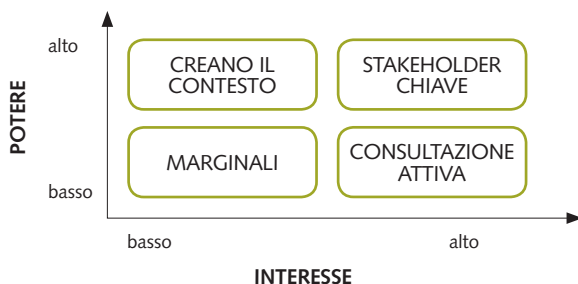 POTERE
alto
CREANO IL
CONTESTO
STAKEHOLDER
CHIAVE
MARGINALI
CONSULTAZIONE
ATTIVA
basso
basso
alto
INTERESSE